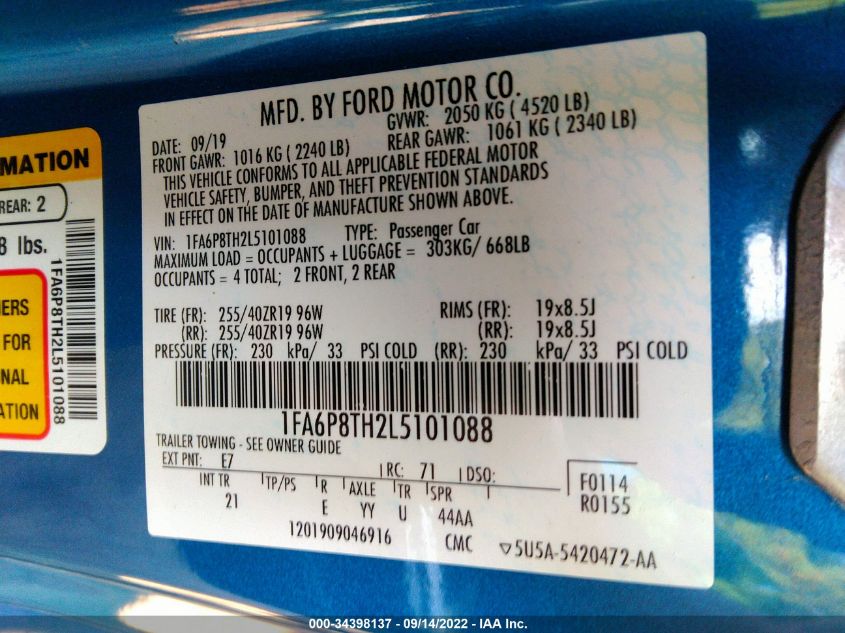 MFD. BY FORD MOTOR CO.
DATE: 09/19 GVWR: 2050 KG ( 4520 LB)
FRONT GAWR: 1016 KG ( 2240 LB) REAR GAWR: 1061 KG ( 2340 LB)
THIS VEHICLE CONFORMS TO ALL APPLICABLE FEDERAL MOTOR
VEHICLE SAFETY, BUMPER, AND THEFT PREVENTION STANDARDS
IN EFFECT ON THE DATE OF MANUFACTURE SHOWN ABOVE.
VIN: 1FA6P8TH2L5101088 TYPE: Passenger Car
MAXIMUM LOAD = OCCUPANTS + LUGGAGE = 303KG/ 668LB
OCCUPANTS = 4 TOTAL; 2 FRONT, 2 REAR
TIRE (FR): 255/40ZR19 96W RIMS (FR): 19x8.5J
(RR): 255/40ZR19 96W (RR): 19x8.5J
PRESSURE (FR): 230 kPa/ 33 PSI COLD (RR): 230 kPa/ 33 PSI COLD
1FA6P8TH2L5101088
TRAILER TOWING - SEE OWNER GUIDE
EXT PNT: E7 RC: 71 DSO:
INT TR TP/PS R AXLE TR SPR
21 E YY U 44AA
F0114
R0155
1201909046916 CMC ▽5U5A-5420472-AA
MATION
REAR: 2
8 lbs.
1FA6P8TH2L5101088
ERS
FOR
NAL
ATION
000-34398137 - 09/14/2022 - IAA Inc.